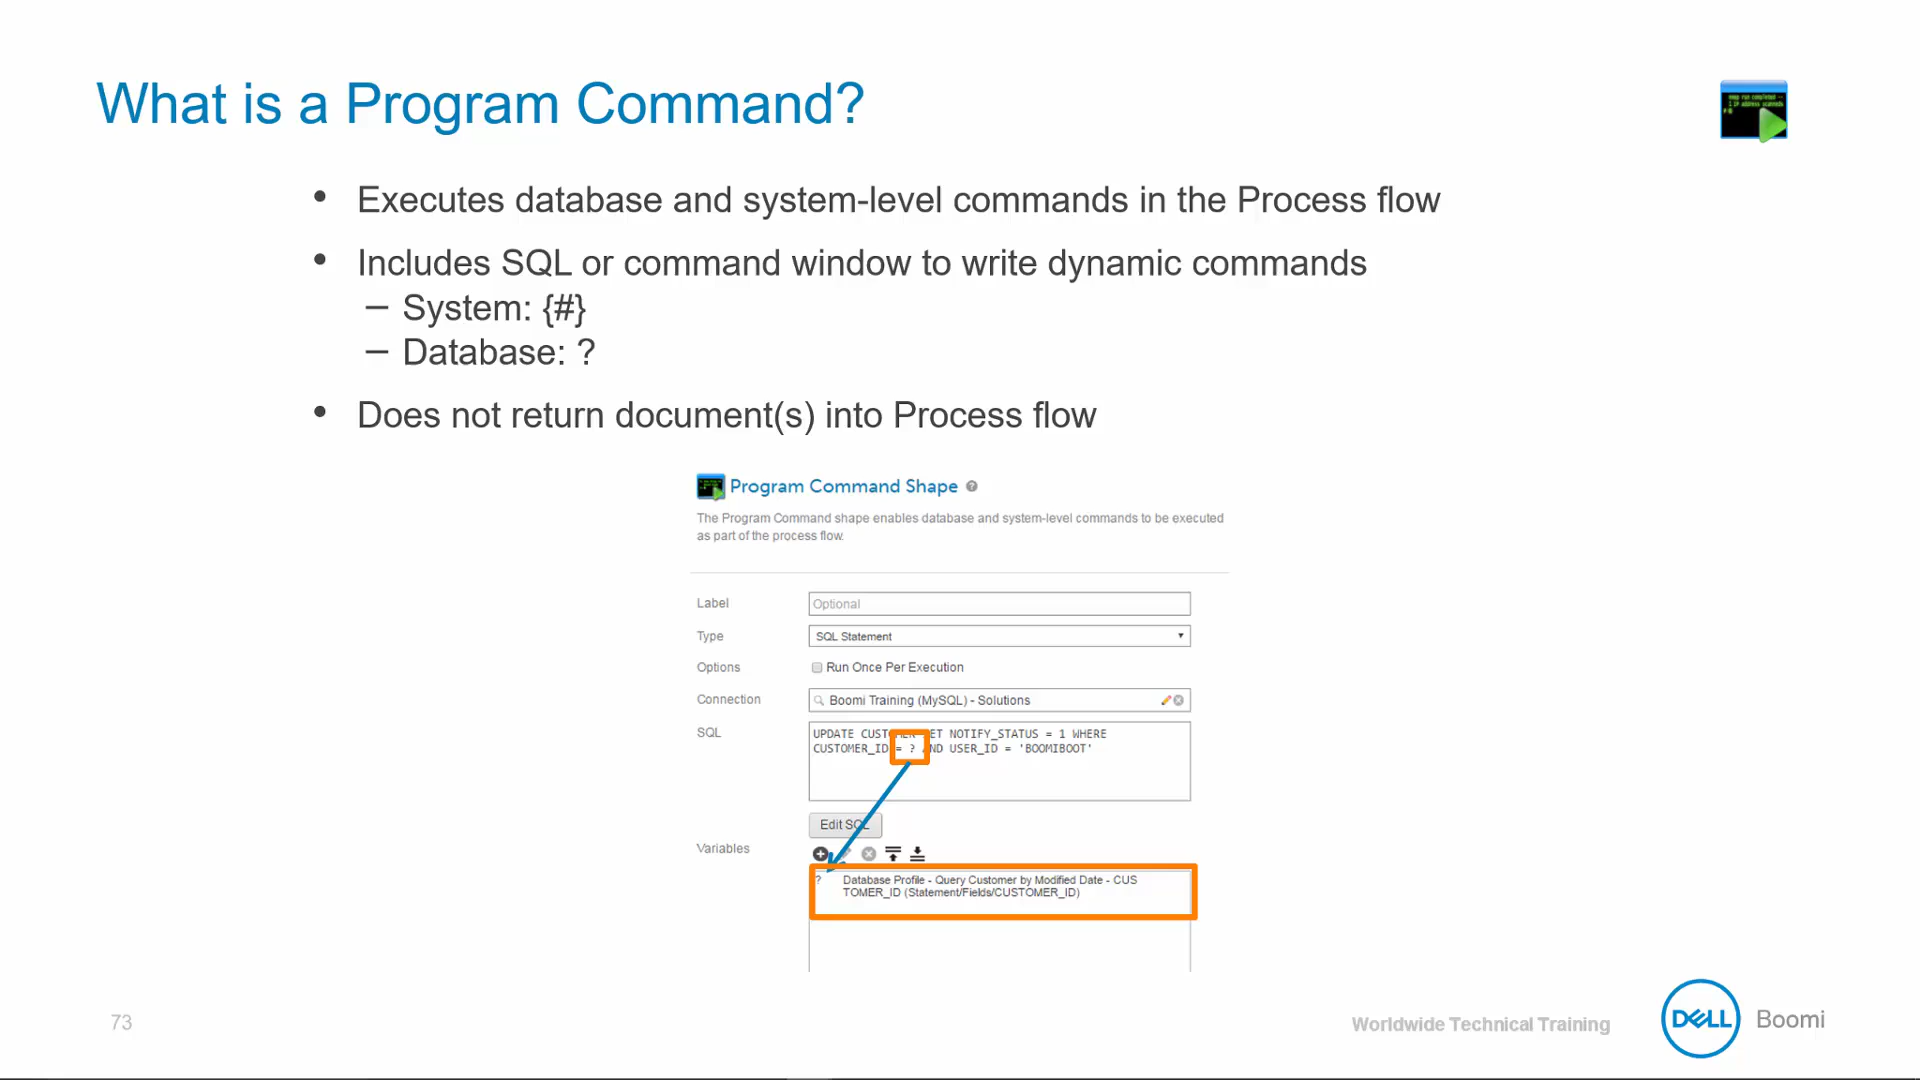 What is a Program Command?
• Executes database and system-level commands in the Process flow
• Includes SQL or command window to write dynamic commands
– System: {#}
– Database: ?
• Does not return document(s) into Process flow
Program Command Shape
The Program Command shape enables database and system-level commands to be executed
as part of the process flow.
Label Optional
Type SQL Statement
Options Run Once Per Execution
Connection Boomi Training (MySQL) - Solutions
SQL UPDATE CUSTOMER SET NOTIFY_STATUS = 1 WHERE
CUSTOMER_ID = ? AND USER_ID = 'BOOMIBOOT'
Edit SQL
Variables
? Database Profile - Query Customer by Modified Date - CUS
TOMER_ID (Statement/Fields/CUSTOMER_ID)
73
Worldwide Technical Training
DELL Boomi